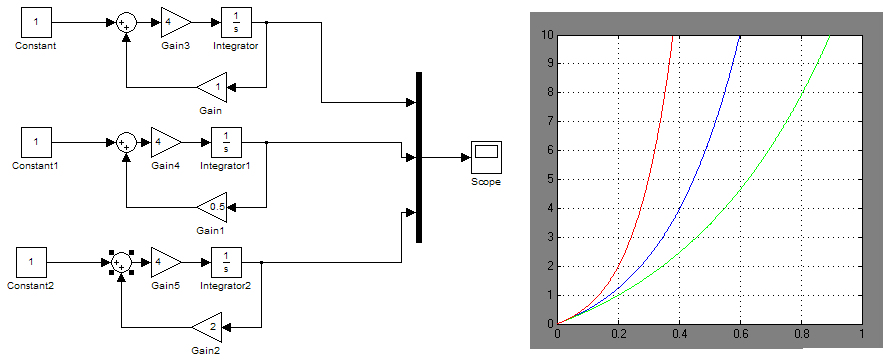 1
4
1
s
Constant
Gain3
Integrator
1
Gain
1
4
1
s
Constant1
Gain4
Integrator1
0.5
Gain1
1
4
1
s
Constant2
Gain5
Integrator2
2
Gain2
Scope
10
9
8
7
6
5
4
3
2
1
0
0 0.2 0.4 0.6 0.8 1